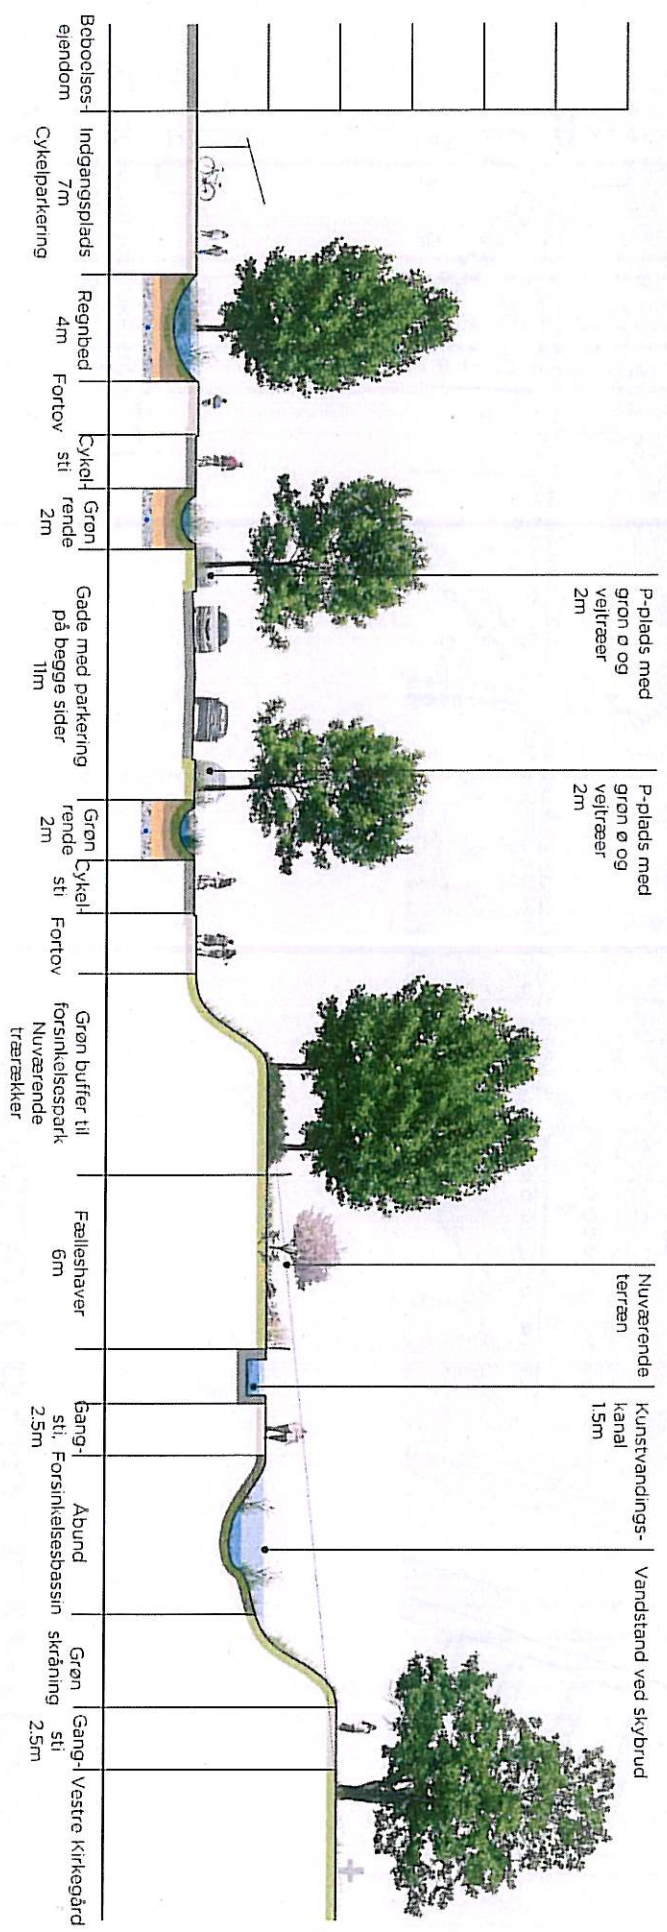 P-plads med
grøn ø og
vejtræer
2m
P-plads med
grøn ø og
vejtræer
2m
Nuværende
terræn
Kunstvandings-
kanal
1.5m
Vandstand ved skybrud
Beboelses-
ejendom
Indgangsplads
7m
Cykelparkering
Regnbed
4m
Fortov
Cykel-
sti
Grøn
rende
2m
Gade med parkering
på begge sider
11m
Grøn
rende
2m
Cykel-
sti
Fortov
Grøn buffer til
forsinkelsespark
Nuværende
trærækker
Fælleshaver
6m
Gang-
sti,
2.5m
Åbund
Forsinkelsesbassin
Grøn
skråning
Gang-
sti
2.5m
Vestre Kirkegård